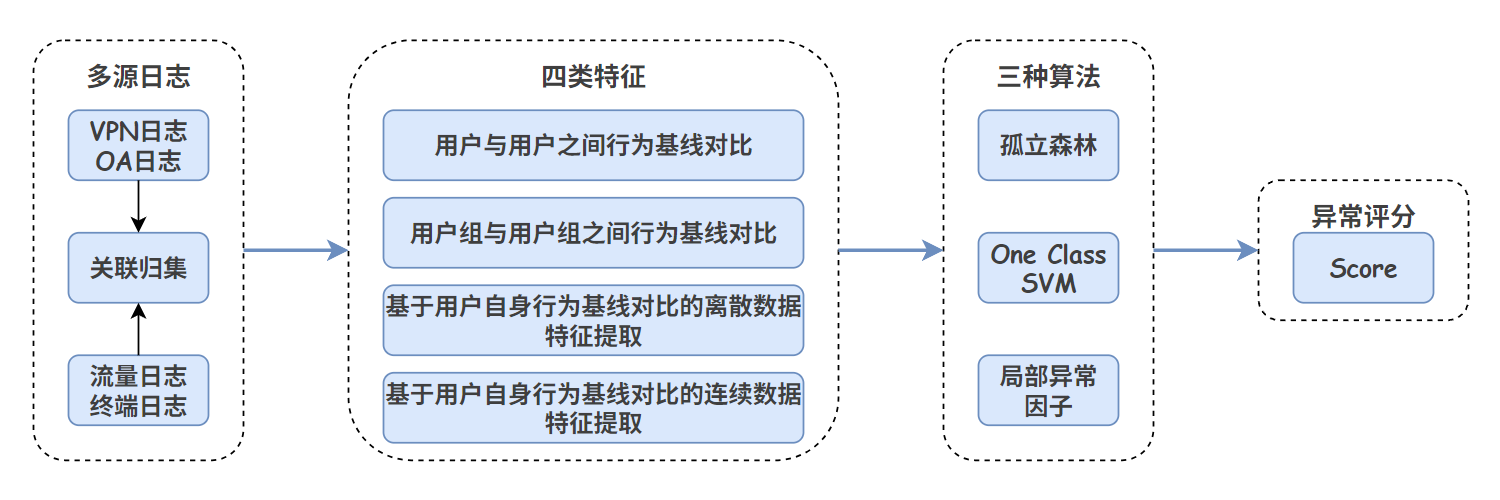 多源日志
VPN日志
OA日志
关联归集
流量日志
终端日志
四类特征
用户与用户之间行为基线对比
用户组与用户组之间行为基线对比
基于用户自身行为基线对比的离散数据
特征提取
基于用户自身行为基线对比的连续数据
特征提取
三种算法
孤立森林
One Class
SVM
局部异常
因子
异常评分
Score